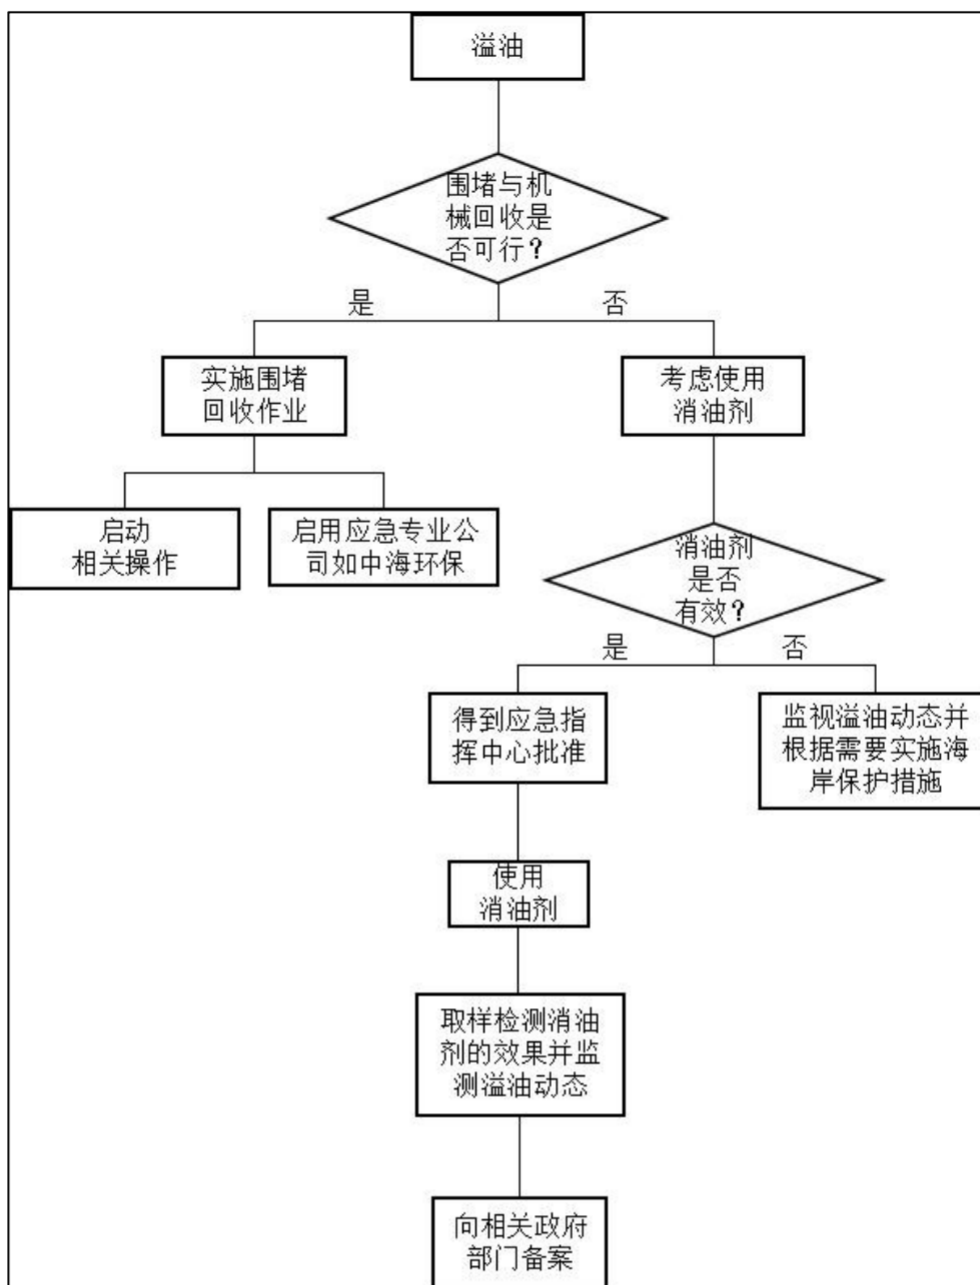 溢油
围堵与机
械回收是
否可行？
是
否
实施围堵
回收作业
考虑使用
消油剂
启动
相关操作
启用应急专业公
司如中海环保
消油剂
是否
有效？
是
否
得到应急指
挥中心批准
监视溢油动态并
根据需要实施海
岸保护措施
使用
消油剂
取样检测消油
剂的效果并监
测溢油动态
向相关政府
部门备案